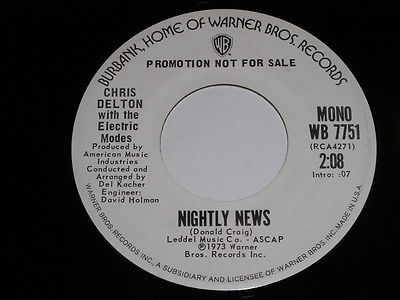 BURBANK, HOME OF WARNER BROS. RECORDS
WB
PROMOTION NOT FOR SALE
CHRIS
DELTON
with the
Electric
Modes
Produced by
American Music
Industries
Conducted and
Arranged by
Del Kacher
Engineer:
David Holman
MONO
WB 7751
(RCA4271)
2:08
Intro: :07
NIGHTLY NEWS
(Donald Craig)
Leddel Music Co. - ASCAP
℗1973 Warner
Bros. Records Inc.
WARNER BROS. RECORDS INC., A SUBSIDIARY AND LICENSEE OF WARNER BROS. INC.
MADE IN U.S.A.